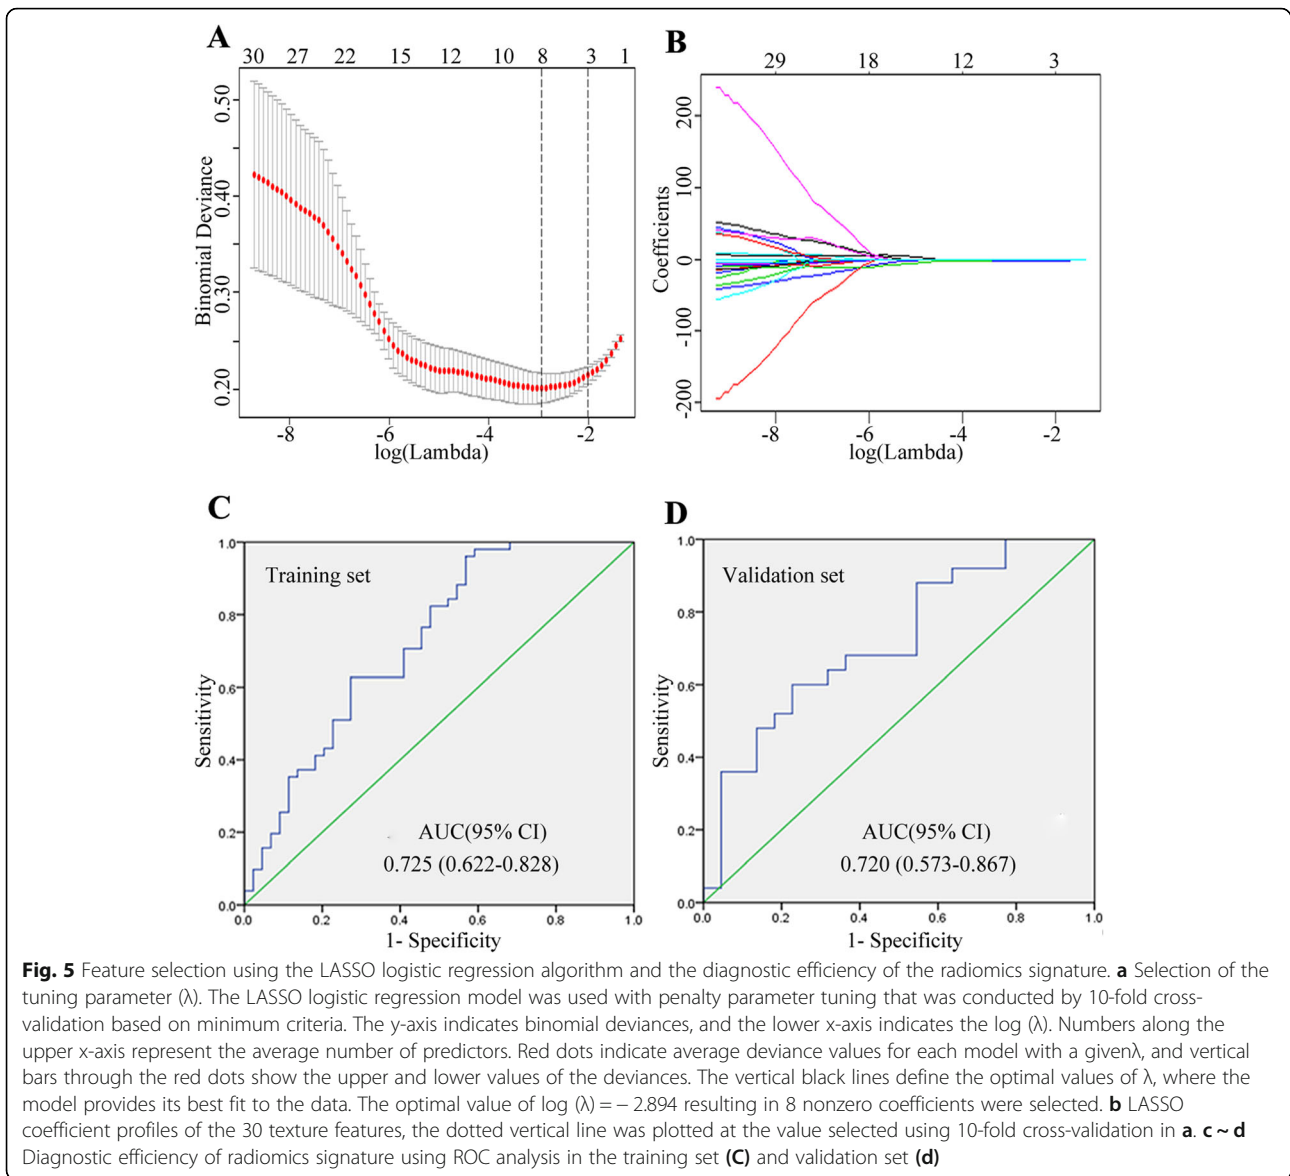 A
30 27 22 15 12 10 8 3 1
0.50
0.40
0.30
0.20
Binomial Deviance
-8 -6 -4 -2
log(Lambda)
B
29 18 12 3
200
100
0
-100
-200
Coefficients
-8 -6 -4 -2
log(Lambda)
C
Training set
1.0
0.8
0.6
0.4
0.2
0.0
Sensitivity
AUC(95% CI)
0.725 (0.622-0.828)
0.0 0.2 0.4 0.6 0.8 1.0
1- Specificity
D
Validation set
1.0
0.8
0.6
0.4
0.2
0.0
Sensitivity
AUC(95% CI)
0.720 (0.573-0.867)
0.0 0.2 0.4 0.6 0.8 1.0
1- Specificity
Fig. 5 Feature selection using the LASSO logistic regression algorithm and the diagnostic efficiency of the radiomics signature. a Selection of the
tuning parameter (λ). The LASSO logistic regression model was used with penalty parameter tuning that was conducted by 10-fold cross-
validation based on minimum criteria. The y-axis indicates binomial deviances, and the lower x-axis indicates the log (λ). Numbers along the
upper x-axis represent the average number of predictors. Red dots indicate average deviance values for each model with a givenλ, and vertical
bars through the red dots show the upper and lower values of the deviances. The vertical black lines define the optimal values of λ, where the
model provides its best fit to the data. The optimal value of log (λ) = − 2.894 resulting in 8 nonzero coefficients were selected. b LASSO
coefficient profiles of the 30 texture features, the dotted vertical line was plotted at the value selected using 10-fold cross-validation in a. c ~ d
Diagnostic efficiency of radiomics signature using ROC analysis in the training set (C) and validation set (d)